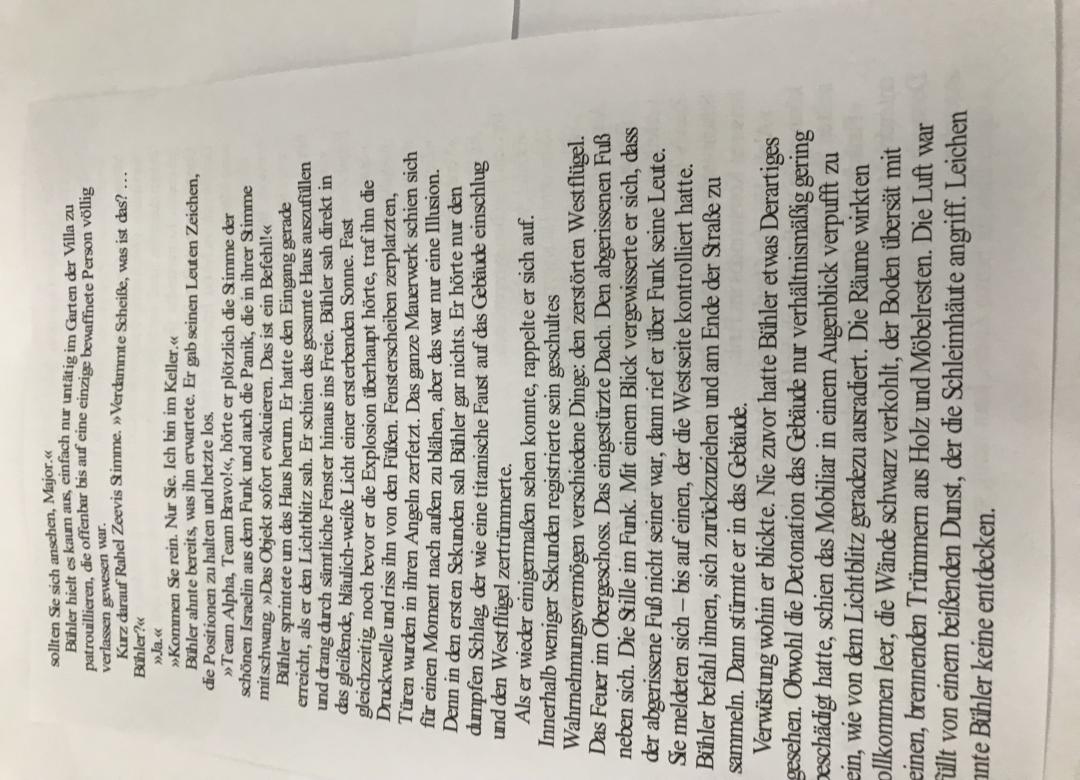 sollten Sie sich ansehen, Major.«
Bühler hielt es kaum aus, einfach nur untätig im Garten der Villa zu
patrouillieren, die offenbar bis auf eine einzige bewaffnete Person völlig
verlassen gewesen war.
Kurz darauf Rahel Zeevis Stimme. »Verdammte Scheiße, was ist das? …
Bühler?«
»Ja.«
»Kommen Sie rein. Nur Sie. Ich bin im Keller.«
Bühler ahnte bereits, was ihn erwartete. Er gab seinen Leuten Zeichen,
die Positionen zu halten und hetzte los.
»Team Alpha, Team Bravo!«, hörte er plötzlich die Stimme der
schönen Israelin aus dem Funk und auch die Panik, die in ihrer Stimme
mitschwang. »Das Objekt sofort evakuieren. Das ist ein Befehl!«
Bühler sprintete um das Haus herum. Er hatte den Eingang gerade
erreicht, als er den Lichtblitz sah. Er schien das gesamte Haus auszufüllen
und drang durch sämtliche Fenster hinaus ins Freie. Bühler sah direkt in
das gleißende, bläulich-weiße Licht einer ersterbenden Sonne. Fast
gleichzeitig, noch bevor er die Explosion überhaupt hörte, traf ihn die
Druckwelle und riss ihn von den Füßen. Fensterscheiben zerplatzten,
Türen wurden in ihren Angeln zerfetzt. Das ganze Mauerwerk schien sich
für einen Moment nach außen zu blähen, aber das war nur eine Illusion.
Denn in den ersten Sekunden sah Bühler gar nichts. Er hörte nur den
dumpfen Schlag, der wie eine titanische Faust auf das Gebäude einschlug
und den Westflügel zertrümmerte.
Als er wieder einigermaßen sehen konnte, rappelte er sich auf.
Innerhalb weniger Sekunden registrierte sein geschultes
Wahrnehmungsvermögen verschiedene Dinge: den zerstörten Westflügel.
Das Feuer im Obergeschoss. Das eingestürzte Dach. Den abgerissenen Fuß
neben sich. Die Stille im Funk. Mit einem Blick vergewisserte er sich, dass
der abgerissene Fuß nicht seiner war, dann rief er über Funk seine Leute.
Sie meldeten sich – bis auf einen, der die Westseite kontrolliert hatte.
Bühler befahl ihnen, sich zurückzuziehen und am Ende der Straße zu
sammeln. Dann stürmte er in das Gebäude.
Verwüstung wohin er blickte. Nie zuvor hatte Bühler etwas Derartiges
gesehen. Obwohl die Detonation das Gebäude nur verhältnismäßig gering
beschädigt hatte, schien das Mobiliar in einem Augenblick verpufft zu
ein, wie von dem Lichtblitz geradezu ausradiert. Die Räume wirkten
ollkommen leer, die Wände schwarz verkohlt, der Boden übersät mit
einen, brennenden Trümmern aus Holz und Möbelresten. Die Luft war
füllt von einem beißenden Dunst, der die Schleimhäute angriff. Leichen
nte Bühler keine entdecken.